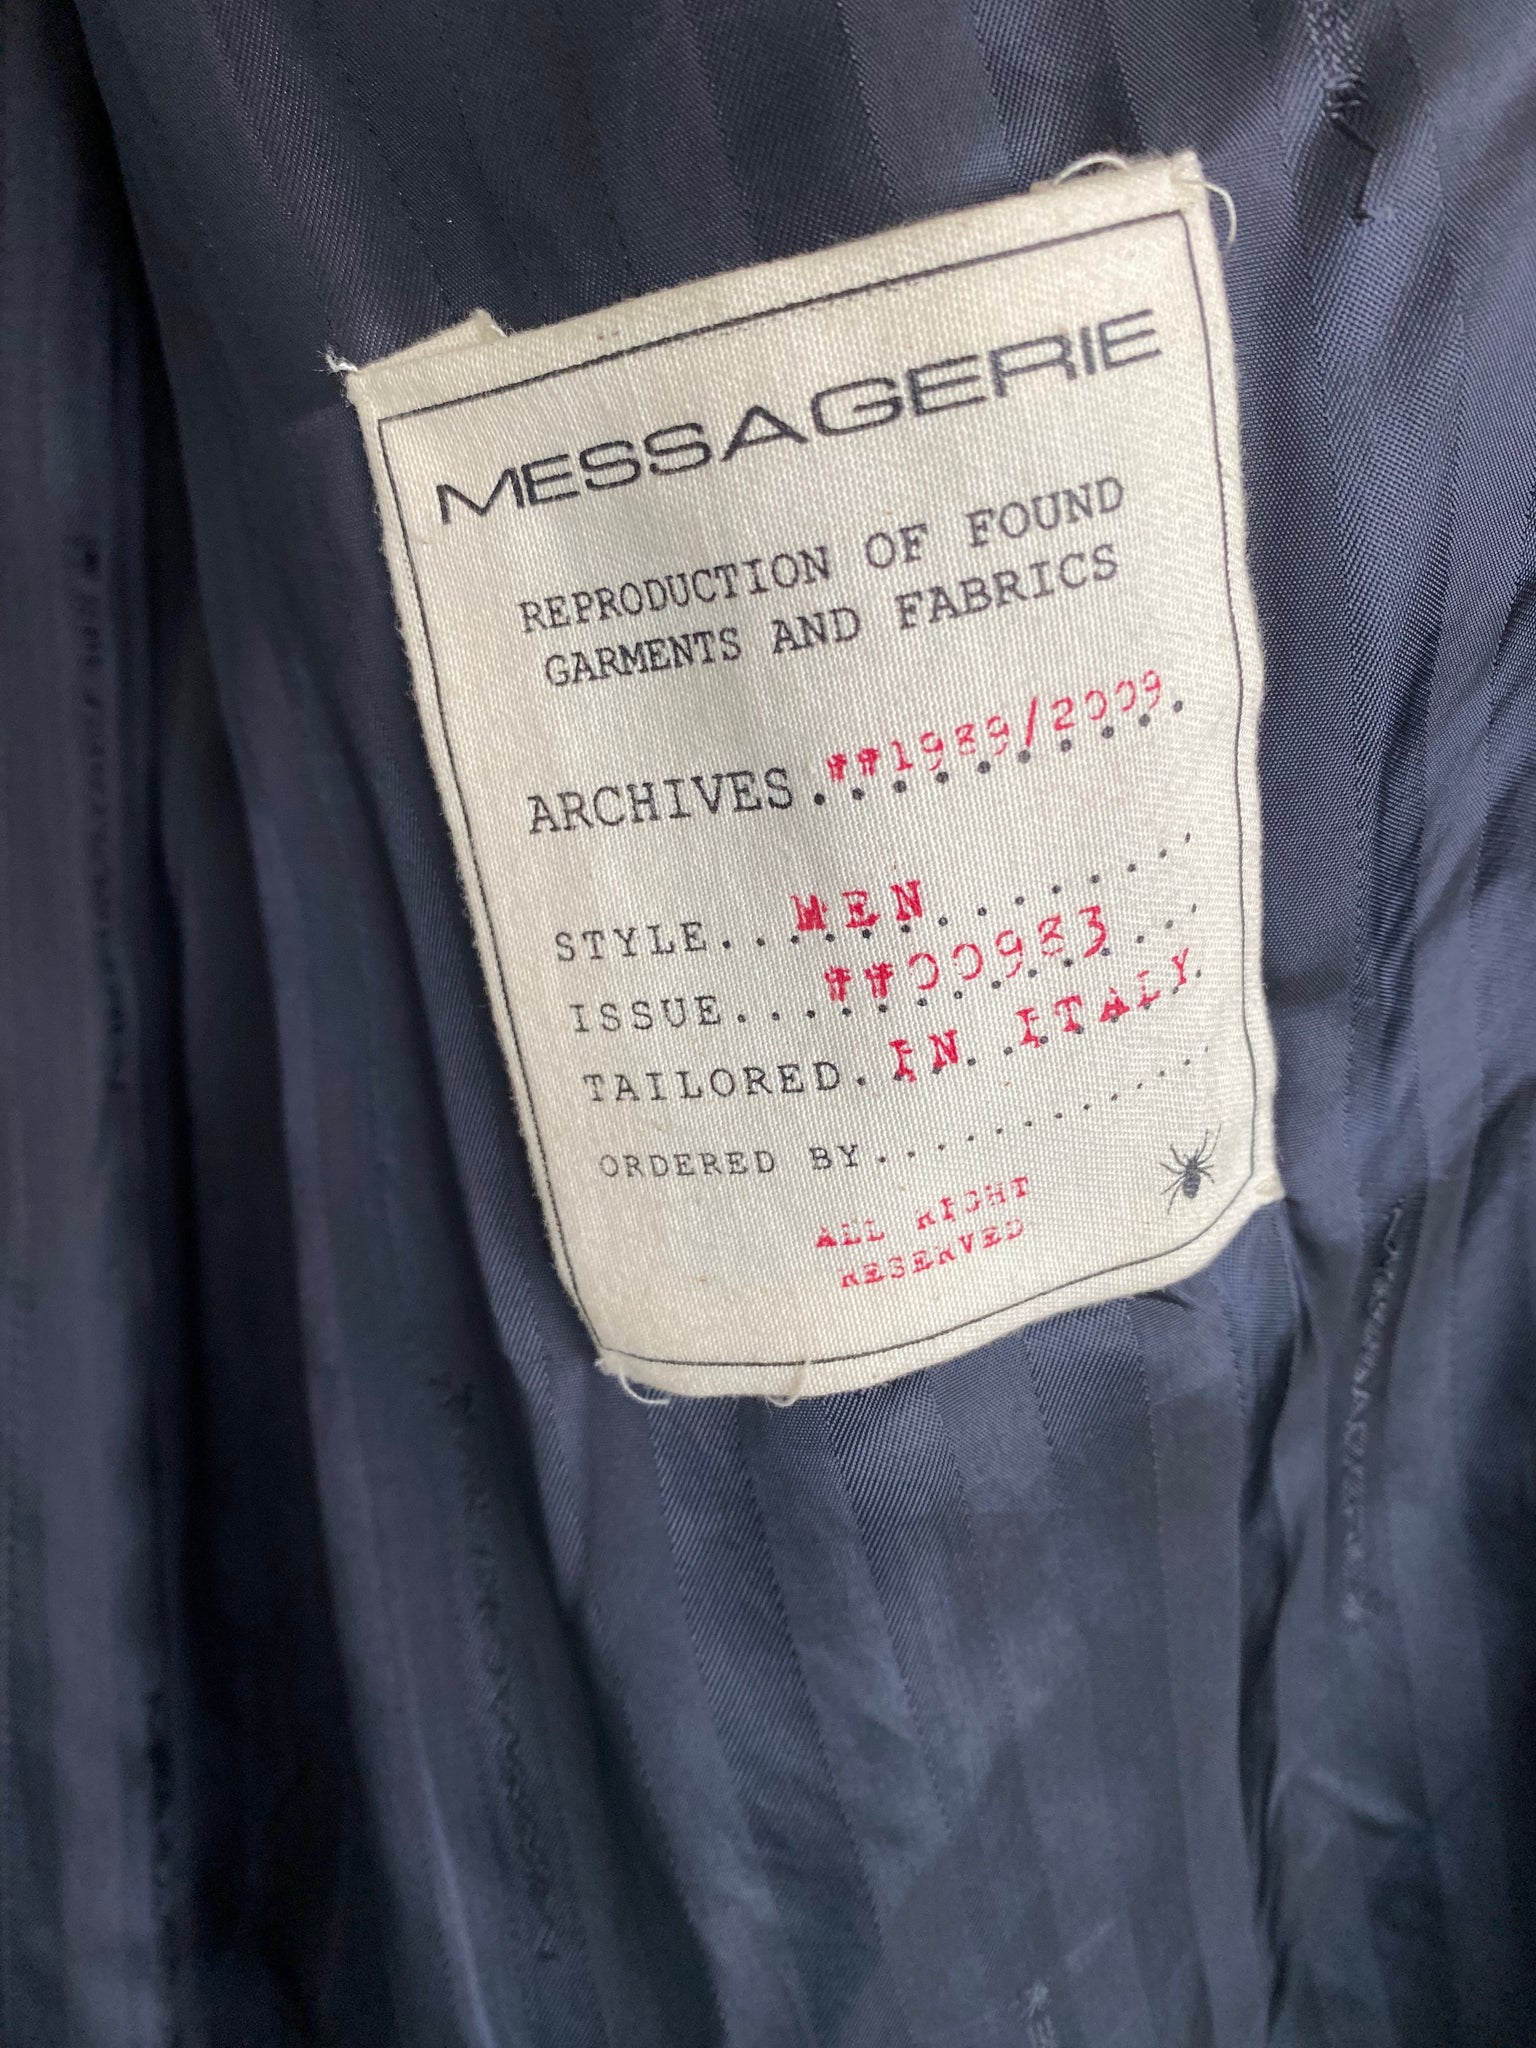 MESSAGERIE
REPRODUCTION OF FOUND
GARMENTS AND FABRICS
ARCHIVES.##1989/2009.
STYLE...MEN.......
ISSUE...##00983...
TAILORED.IN ITALY.
ORDERED BY..........
ALL RIGHT
RESERVED